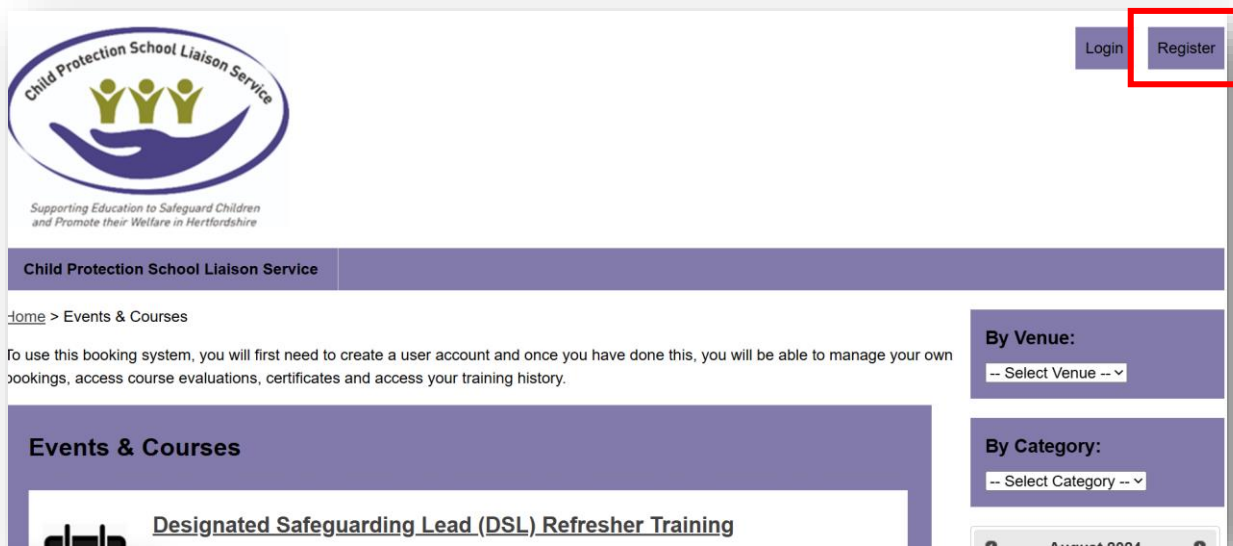 Child Protection School Liaison Service
Supporting Education to Safeguard Children
and Promote their Welfare in Hertfordshire
Login
Register
Child Protection School Liaison Service
Home > Events & Courses
To use this booking system, you will first need to create a user account and once you have done this, you will be able to manage your own
bookings, access course evaluations, certificates and access your training history.
By Venue:
-- Select Venue --
Events & Courses
By Category:
-- Select Category --
Designated Safeguarding Lead (DSL) Refresher Training
August 2024